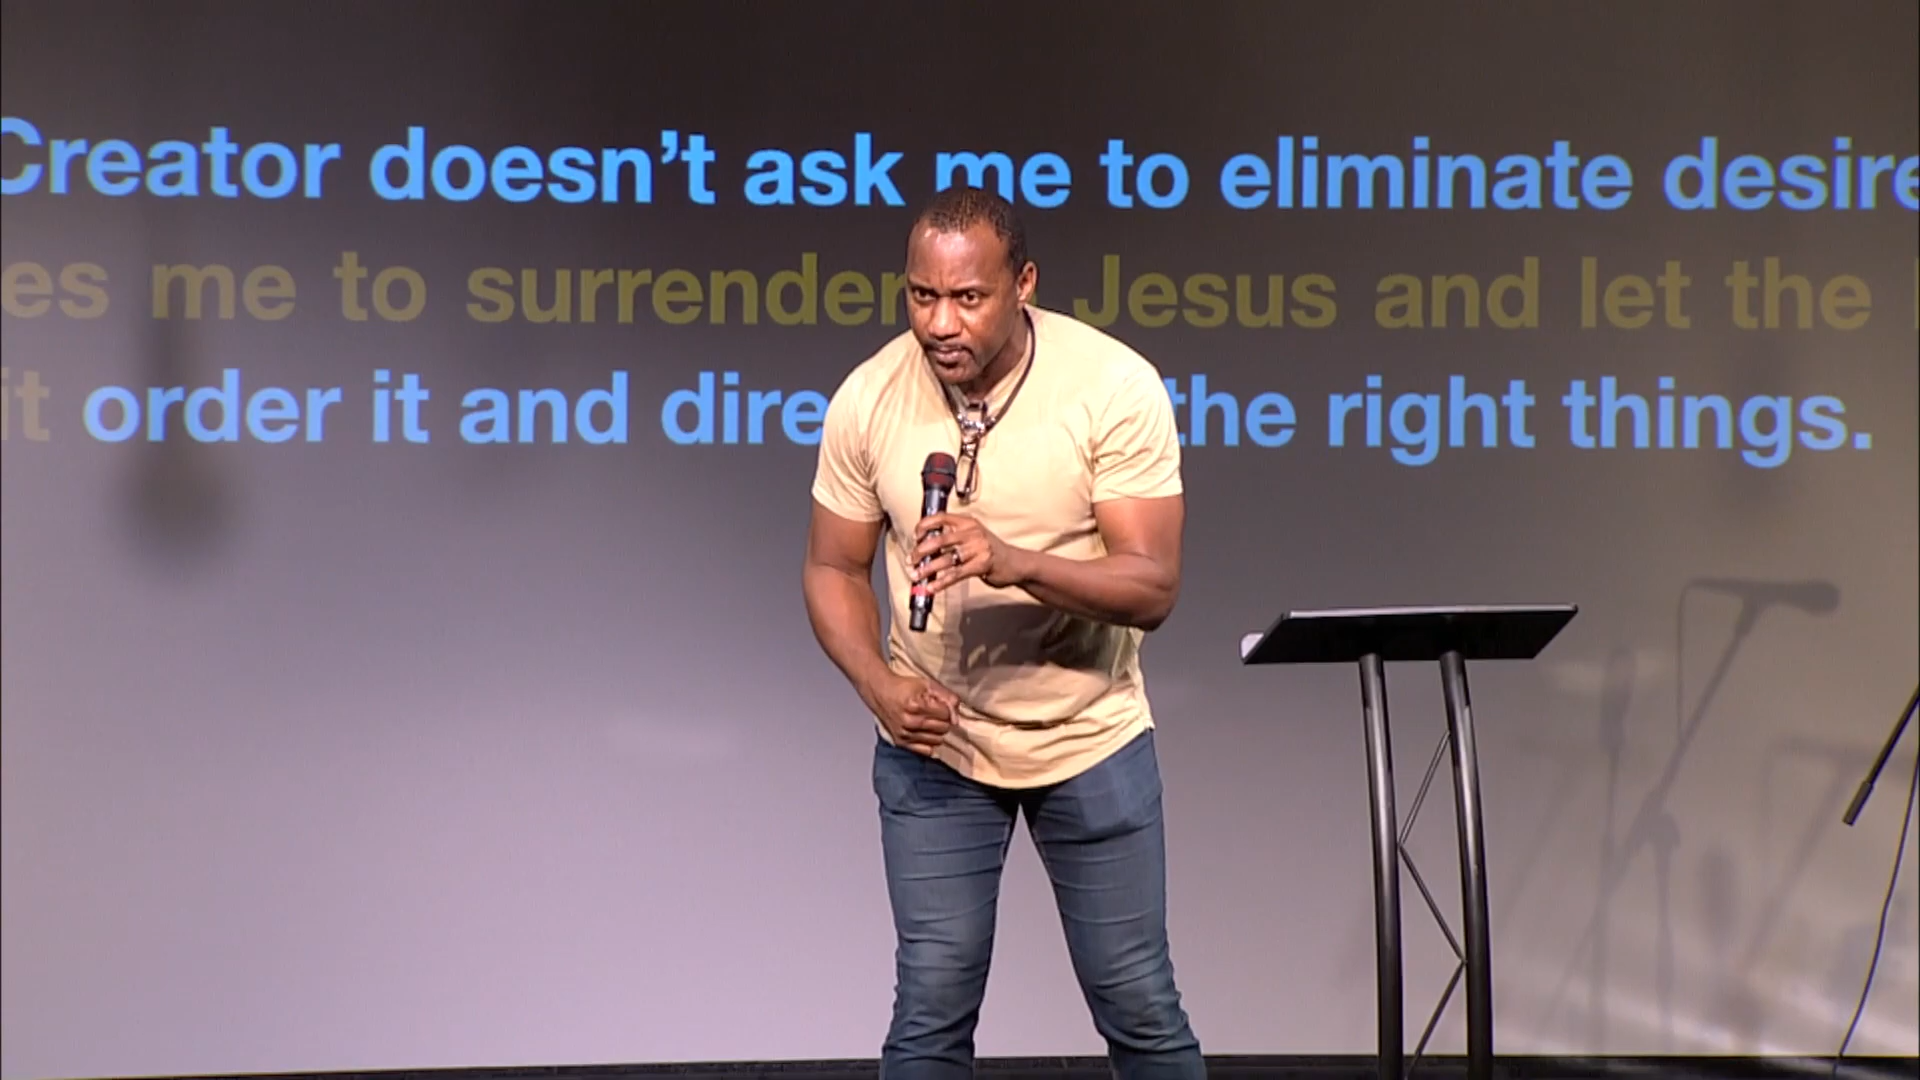 Creator doesn't ask me to eliminate desire
es me to surrender Jesus and let the
it order it and dire the right things.